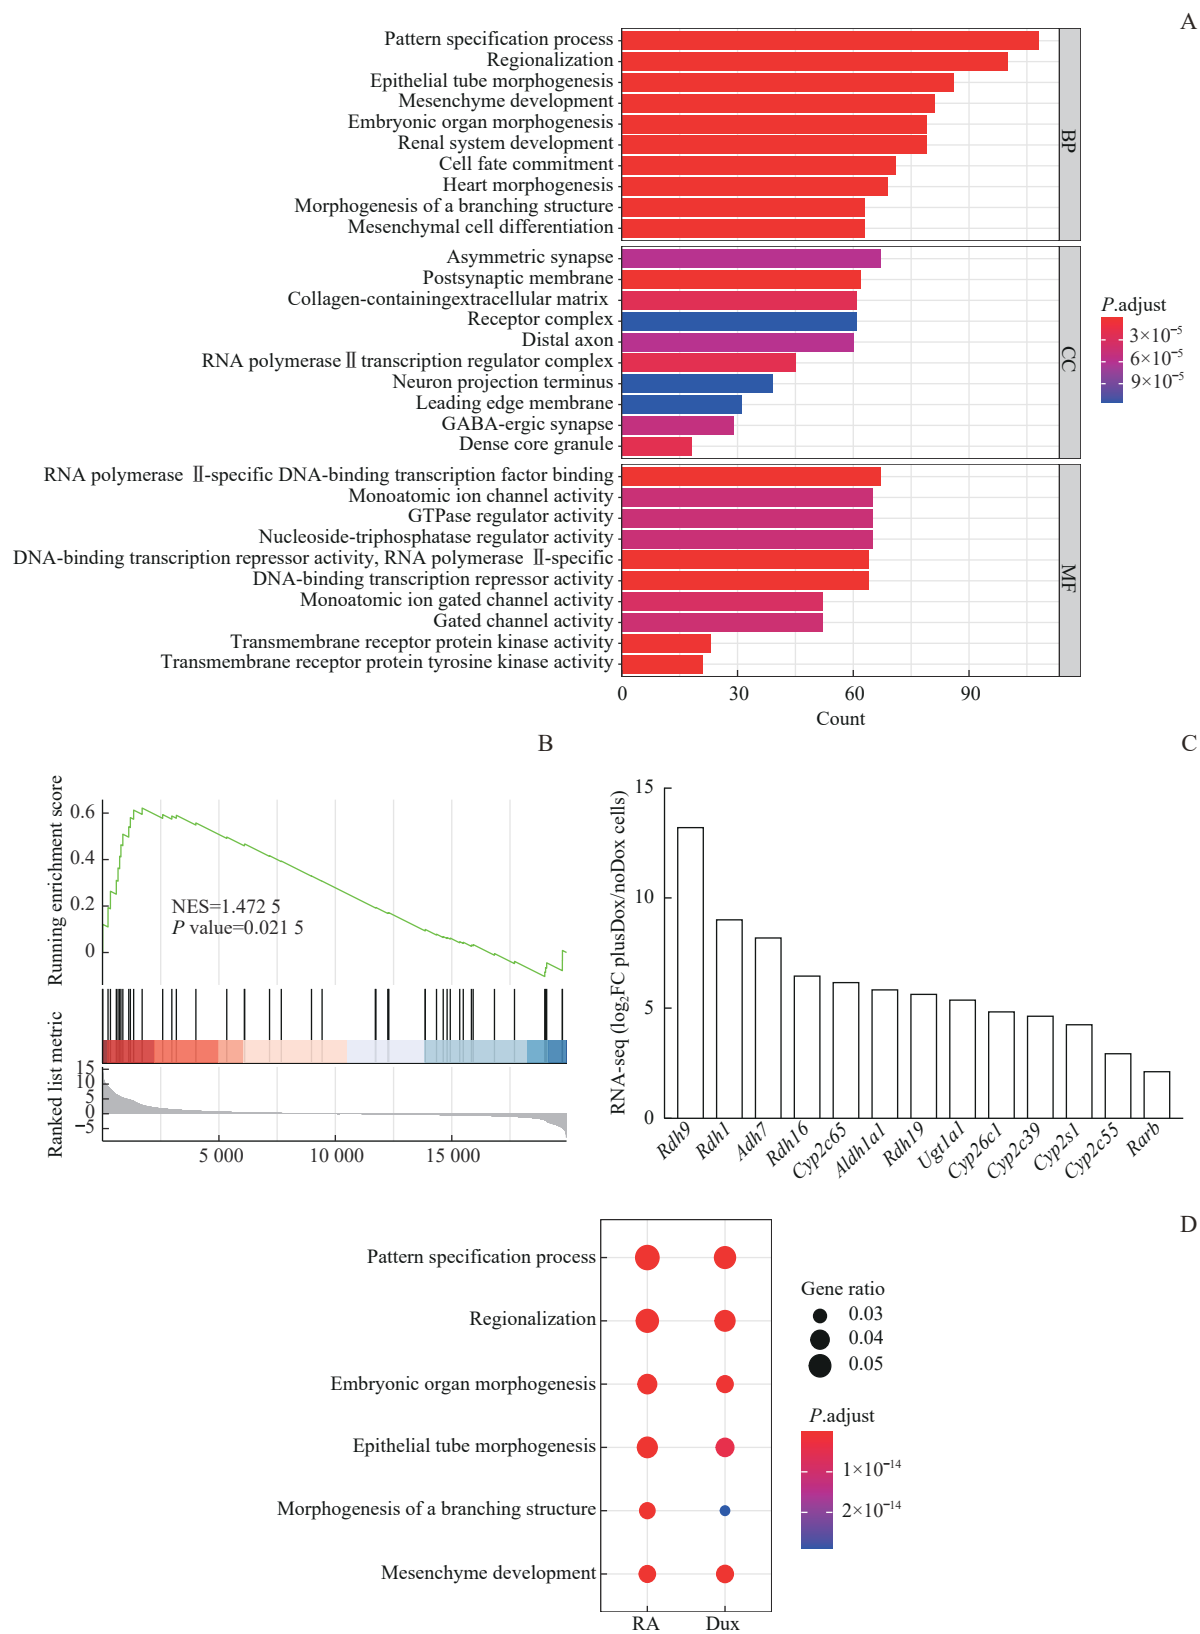 A
Pattern specification process
Regionalization
Epithelial tube morphogenesis
Mesenchyme development
Embryonic organ morphogenesis
Renal system development
Cell fate commitment
Heart morphogenesis
Morphogenesis of a branching structure
Mesenchymal cell differentiation
BP
Asymmetric synapse
Postsynaptic membrane
Collagen-containingextracellular matrix
Receptor complex
Distal axon
RNA polymerase Ⅱ transcription regulator complex
Neuron projection terminus
Leading edge membrane
GABA-ergic synapse
Dense core granule
CC
RNA polymerase Ⅱ-specific DNA-binding transcription factor binding
Monoatomic ion channel activity
GTPase regulator activity
Nucleoside-triphosphatase regulator activity
DNA-binding transcription repressor activity, RNA polymerase Ⅱ-specific
DNA-binding transcription repressor activity
Monoatomic ion gated channel activity
Gated channel activity
Transmembrane receptor protein kinase activity
Transmembrane receptor protein tyrosine kinase activity
MF
0 30 60 90
Count
P.adjust
3×10⁻⁵
6×10⁻⁵
9×10⁻⁵
B
Running enrichment score
0.6
0.4
0.2
0
NES=1.472 5
P value=0.021 5
Ranked list metric
15
10
5
0
−5
5 000 10 000 15 000
C
RNA-seq (log₂FC plusDox/noDox cells)
15
10
5
0
Rdh9 Rdh1 Adh7 Rdh16 Cyp2c65 Aldh1a1 Rdh19 Ugt1a1 Cyp26c1 Cyp2c39 Cyp2s1 Cyp2c55 Rarb
D
Pattern specification process
Regionalization
Embryonic organ morphogenesis
Epithelial tube morphogenesis
Morphogenesis of a branching structure
Mesenchyme development
RA Dux
Gene ratio
0.03
0.04
0.05
P.adjust
1×10⁻¹⁴
2×10⁻¹⁴